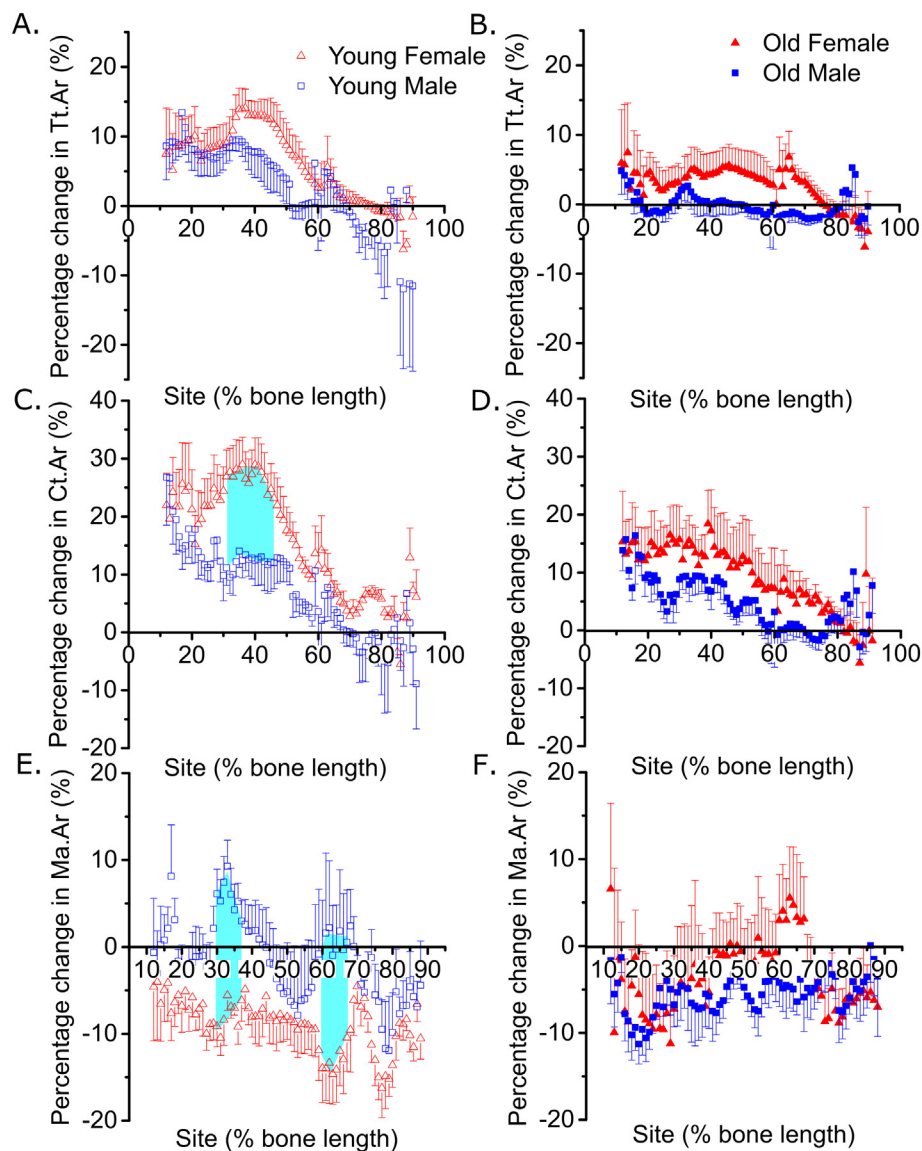 A.
Percentage change in Tt.Ar (%)
20
10
0
-10
-20
0
20
40
60
80
100
Young Female
Young Male
Site (% bone length)
B.
Percentage change in Tt.Ar (%)
20
10
0
-10
-20
0
20
40
60
80
100
Old Female
Old Male
Site (% bone length)
C.
Percentage change in Ct.Ar (%)
40
30
20
10
0
-10
-20
0
20
40
60
80
100
Site (% bone length)
D.
Percentage change in Ct.Ar (%)
40
30
20
10
0
-10
-20
0
20
40
60
80
100
Site (% bone length)
E.
Percentage change in Ma.Ar (%)
20
10
0
-10
-20
10 20 30 40 50 60 70 80 90
Site (% bone length)
F.
Percentage change in Ma.Ar (%)
20
10
0
-10
-20
10 20 30 40 50 60 70 80 90
Site (% bone length)